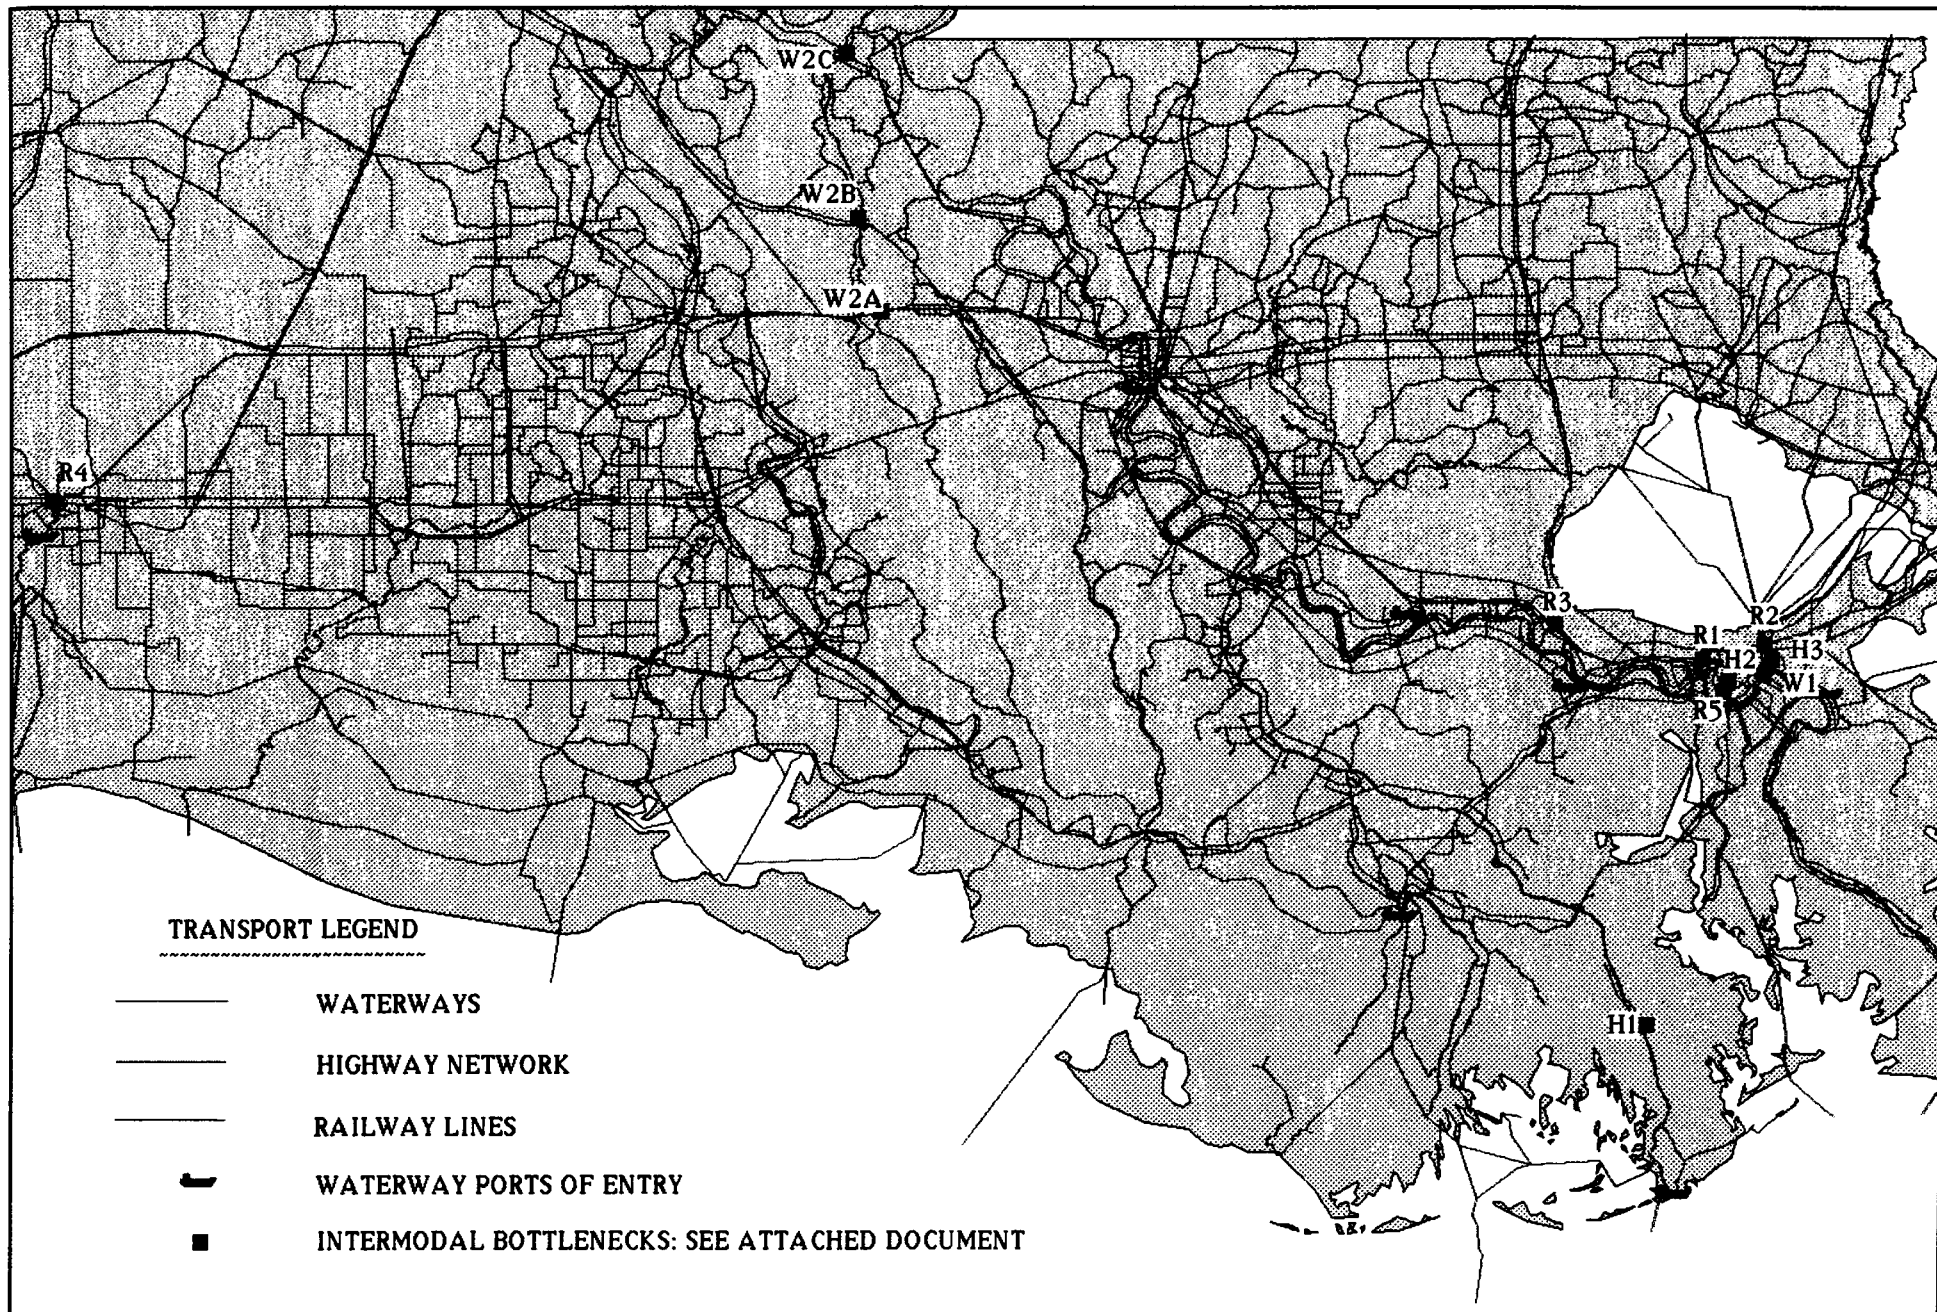 W2C
W2B
W2A
R4
R3
R2
R1
H3
H2
W1
R5
H1
TRANSPORT LEGEND
WATERWAYS
HIGHWAY NETWORK
RAILWAY LINES
WATERWAY PORTS OF ENTRY
INTERMODAL BOTTLENECKS: SEE ATTACHED DOCUMENT